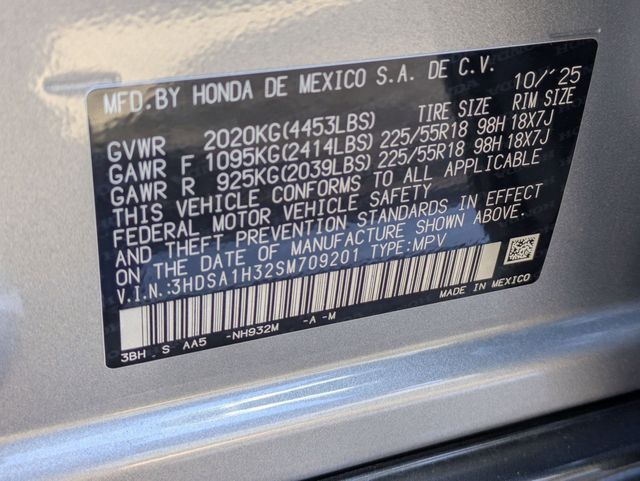 MFD.BY HONDA DE MEXICO S.A. DE C.V. 10/'25
TIRE SIZE RIM SIZE
GVWR 2020KG(4453LBS)
GAWR F 1095KG(2414LBS) 225/55R18 98H 18X7J
GAWR R 925KG(2039LBS) 225/55R18 98H 18X7J
THIS VEHICLE CONFORMS TO ALL APPLICABLE
FEDERAL MOTOR VEHICLE SAFETY
AND THEFT PREVENTION STANDARDS IN EFFECT
ON THE DATE OF MANUFACTURE SHOWN ABOVE.
V.I.N.:3HDSA1H32SM709201 TYPE:MPV
MADE IN MEXICO
3BH S AA5 -NH932M -A -M